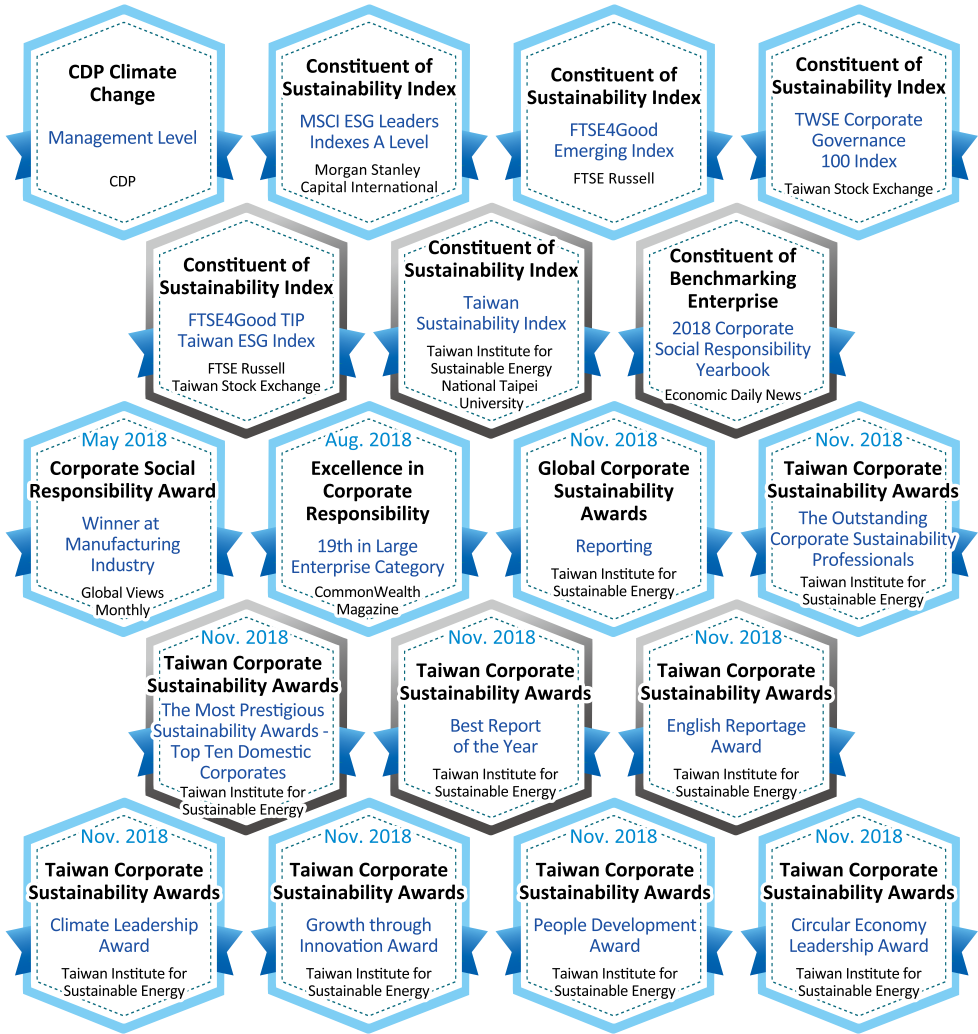 CDP Climate
Change
Management Level
CDP
Constituent of
Sustainability Index
MSCI ESG Leaders
Indexes A Level
Morgan Stanley
Capital International
Constituent of
Sustainability Index
FTSE4Good
Emerging Index
FTSE Russell
Constituent of
Sustainability Index
TWSE Corporate
Governance
100 Index
Taiwan Stock Exchange
Constituent of
Sustainability Index
FTSE4Good TIP
Taiwan ESG Index
FTSE Russell
Taiwan Stock Exchange
Constituent of
Sustainability Index
Taiwan
Sustainability Index
Taiwan Institute for
Sustainable Energy
National Taipei
University
Constituent of
Benchmarking
Enterprise
2018 Corporate
Social Responsibility
Yearbook
Economic Daily News
May 2018
Corporate Social
Responsibility Award
Winner at
Manufacturing
Industry
Global Views
Monthly
Aug. 2018
Excellence in
Corporate
Responsibility
19th in Large
Enterprise Category
CommonWealth
Magazine
Nov. 2018
Global Corporate
Sustainability
Awards
Reporting
Taiwan Institute for
Sustainable Energy
Nov. 2018
Taiwan Corporate
Sustainability Awards
The Outstanding
Corporate Sustainability
Professionals
Taiwan Institute for
Sustainable Energy
Nov. 2018
Taiwan Corporate
Sustainability Awards
The Most Prestigious
Sustainability Awards -
Top Ten Domestic
Corporates
Taiwan Institute for
Sustainable Energy
Nov. 2018
Taiwan Corporate
Sustainability Awards
Best Report
of the Year
Taiwan Institute for
Sustainable Energy
Nov. 2018
Taiwan Corporate
Sustainability Awards
English Reportage
Award
Taiwan Institute for
Sustainable Energy
Nov. 2018
Taiwan Corporate
Sustainability Awards
Climate Leadership
Award
Taiwan Institute for
Sustainable Energy
Nov. 2018
Taiwan Corporate
Sustainability Awards
Growth through
Innovation Award
Taiwan Institute for
Sustainable Energy
Nov. 2018
Taiwan Corporate
Sustainability Awards
People Development
Award
Taiwan Institute for
Sustainable Energy
Nov. 2018
Taiwan Corporate
Sustainability Awards
Circular Economy
Leadership Award
Taiwan Institute for
Sustainable Energy